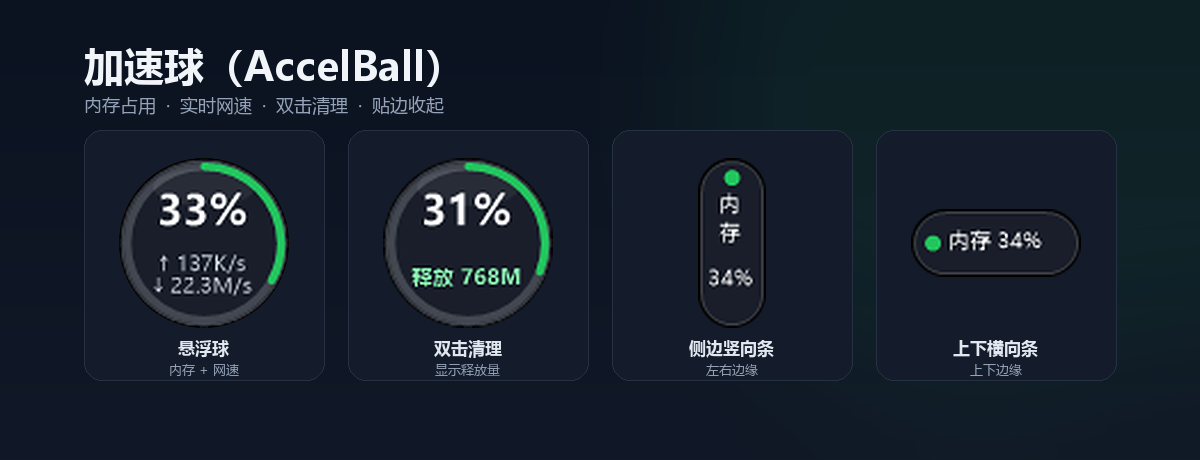 加速球（AccelBall）
内存占用 · 实时网速 · 双击清理 · 贴边收起
33%
↑ 137K/s
↓ 22.3M/s
悬浮球
内存 + 网速
31%
释放 768M
双击清理
显示释放量
内
存
34%
侧边竖向条
左右边缘
内存 34%
上下横向条
上下边缘